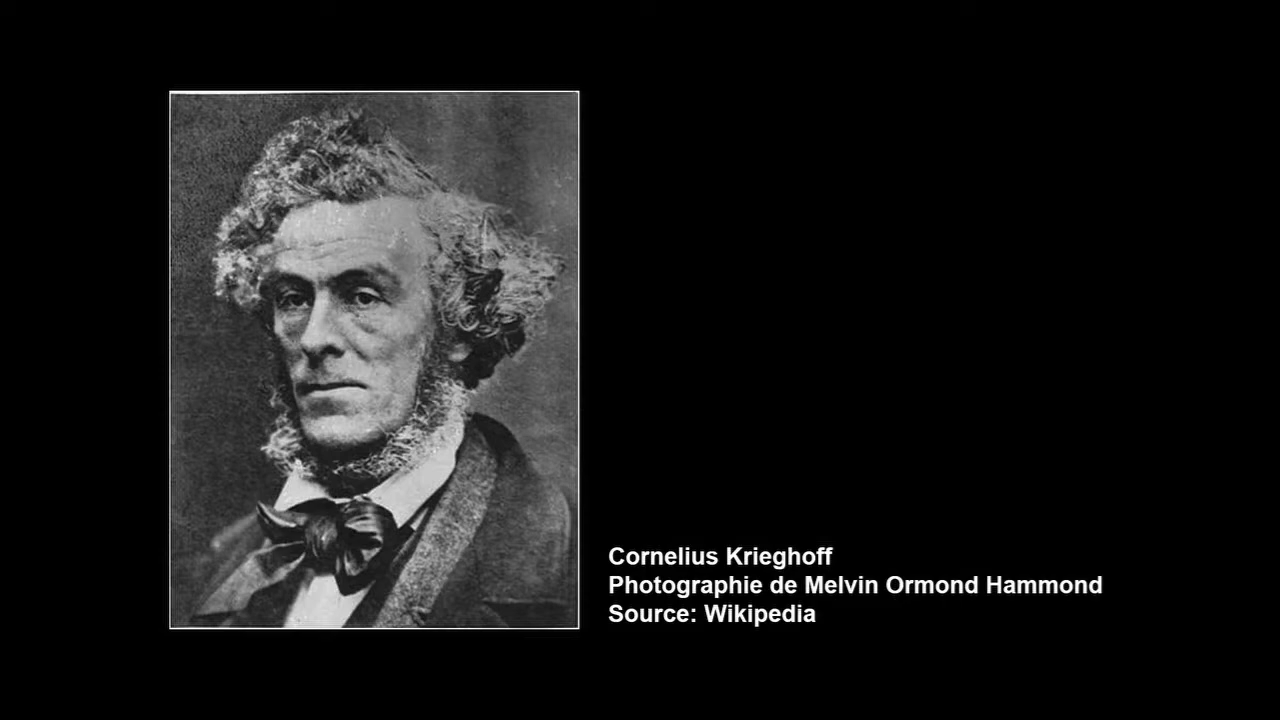 Cornelius Krieghoff
Photographie de Melvin Ormond Hammond
Source: Wikipedia